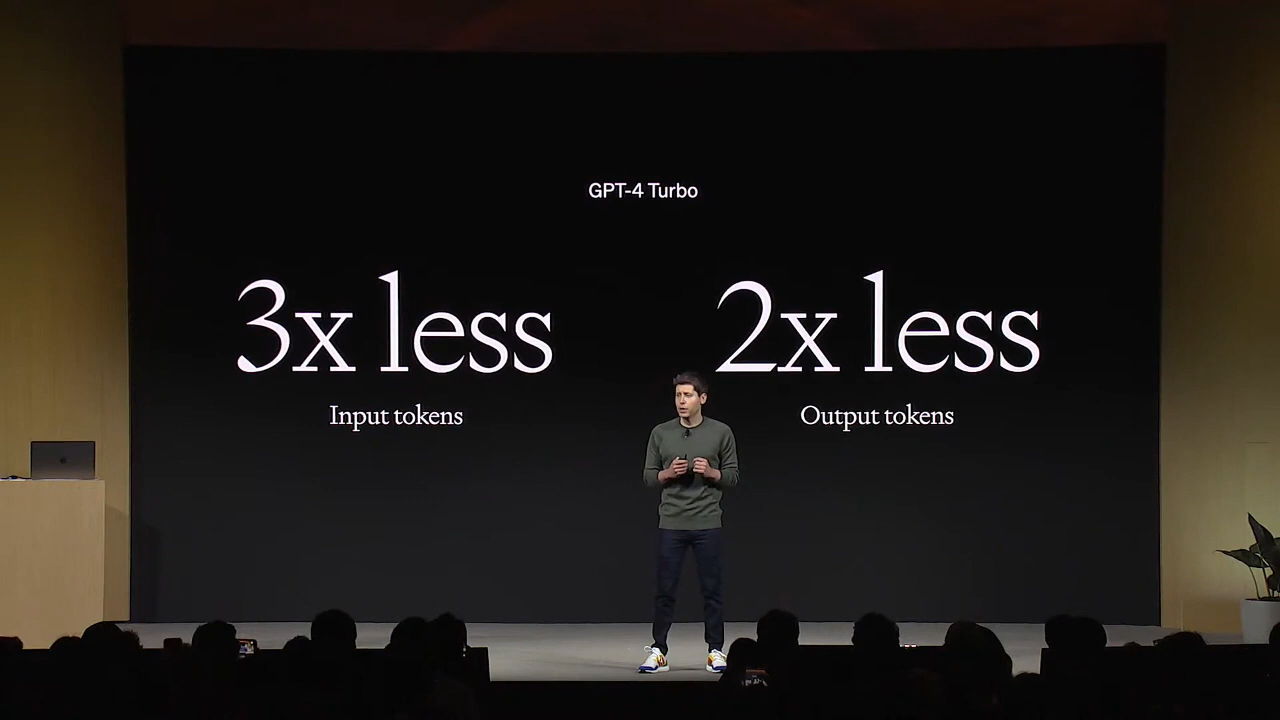 GPT-4 Turbo
3x less
2x less
Input tokens
Output tokens